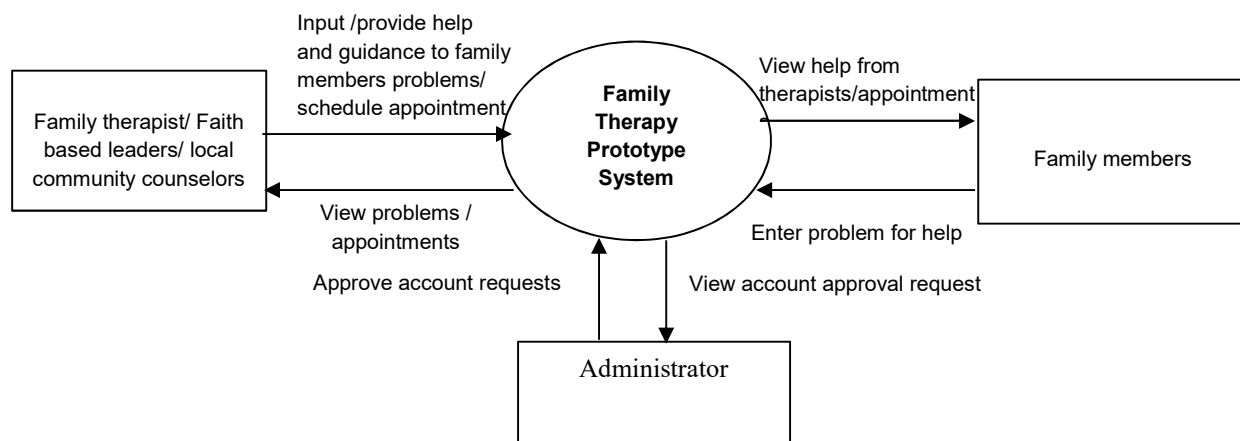 Input /provide help
and guidance to family
members problems/
schedule appointment
Family therapist/ Faith
based leaders/ local
community counselors
View problems /
appointments
Family
Therapy
Prototype
System
View help from
therapists/appointment
Family members
Enter problem for help
Approve account requests
View account approval request
Administrator